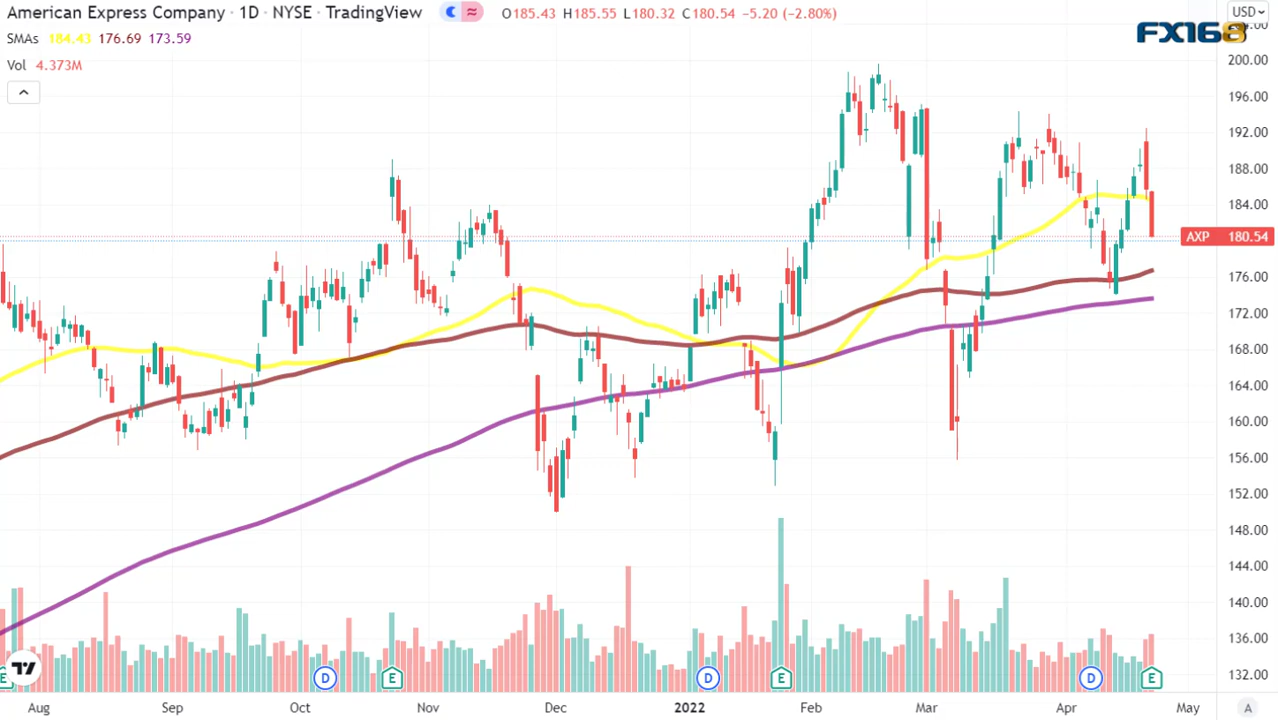 American Express Company · 1D · NYSE · TradingView O185.43 H185.55 L180.32 C180.54 −5.20 (−2.80%)
USD
SMAs 184.43 176.69 173.59
FX168
Vol 4.373M
200.00
196.00
192.00
188.00
184.00
AXP 180.54
176.00
172.00
168.00
164.00
160.00
156.00
152.00
148.00
144.00
140.00
136.00
132.00
E D E D E D E
Aug Sep Oct Nov Dec 2022 Feb Mar Apr May A